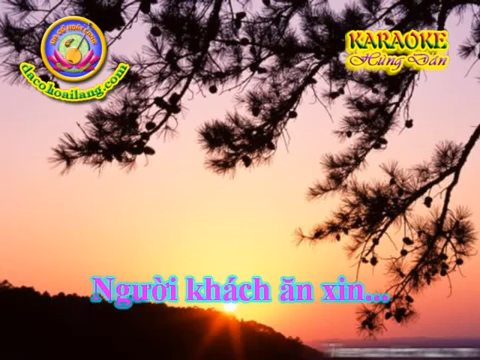 dacohoailang.com
KARAOKE
Hùng Dân
Người khách ăn xin...